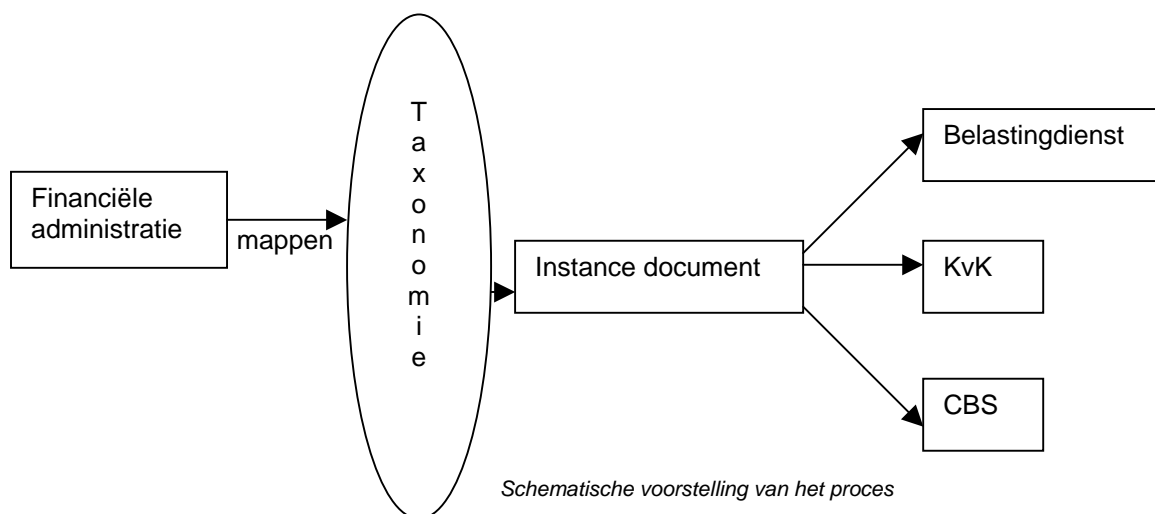 Financiële
administratie
mappen
T
a
x
o
n
o
m
i
e
Instance document
Belastingdienst
KvK
CBS
Schematische voorstelling van het proces